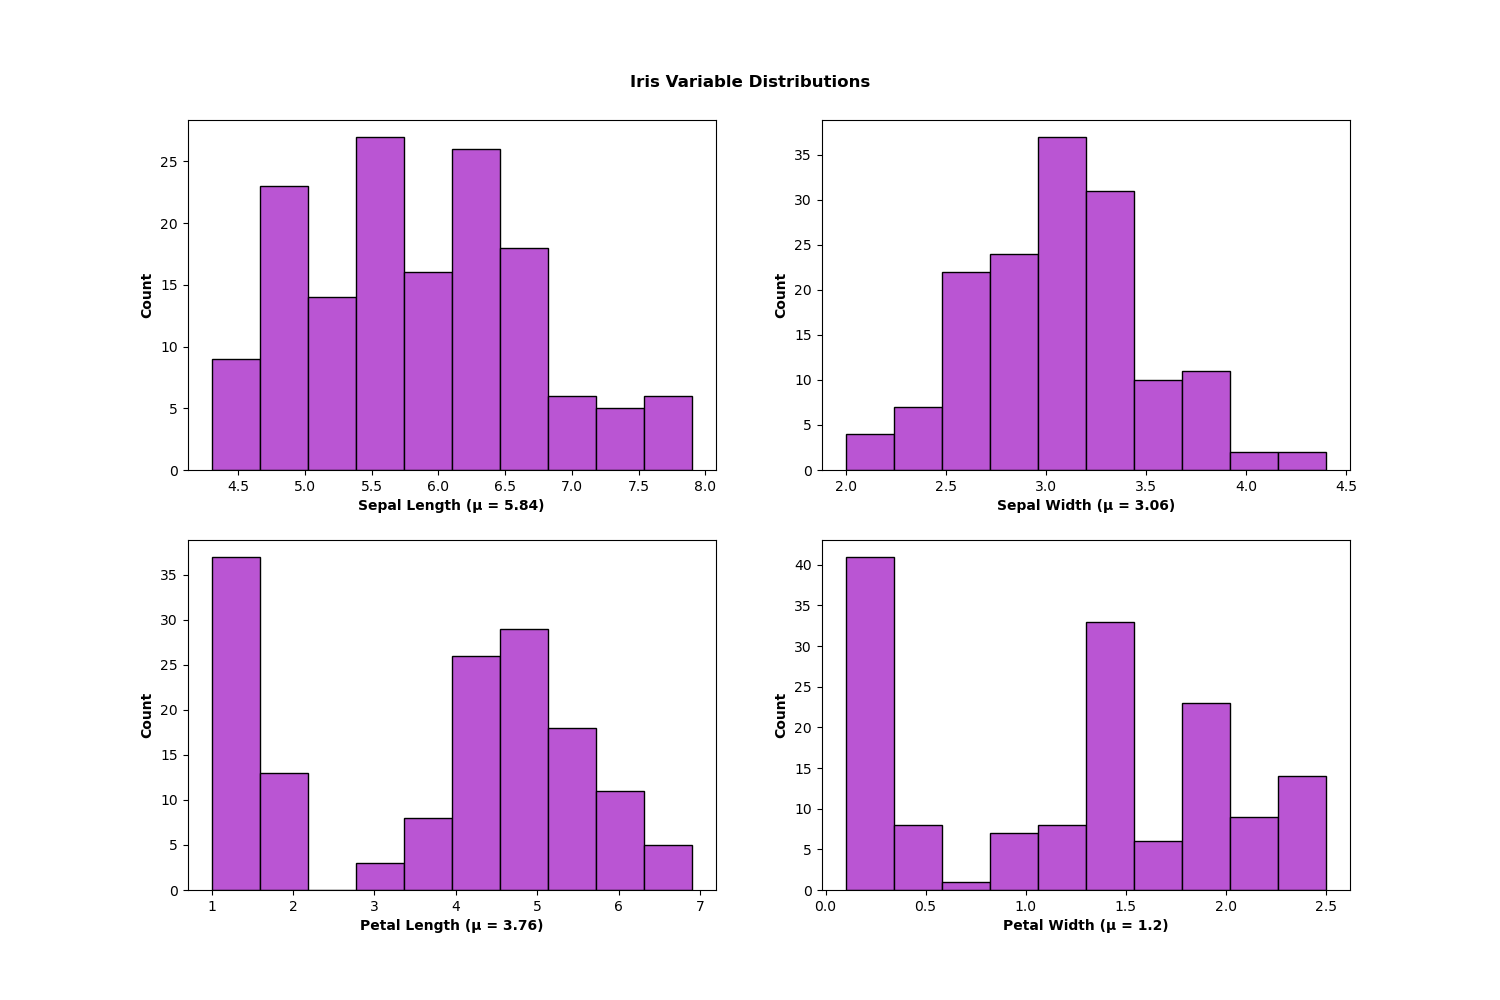 Iris Variable Distributions
Count
25
20
15
10
5
0
4.5 5.0 5.5 6.0 6.5 7.0 7.5 8.0
Sepal Length (μ = 5.84)
Count
35
30
25
20
15
10
5
0
2.0 2.5 3.0 3.5 4.0 4.5
Sepal Width (μ = 3.06)
Count
35
30
25
20
15
10
5
0
1 2 3 4 5 6 7
Petal Length (μ = 3.76)
Count
40
35
30
25
20
15
10
5
0
0.0 0.5 1.0 1.5 2.0 2.5
Petal Width (μ = 1.2)